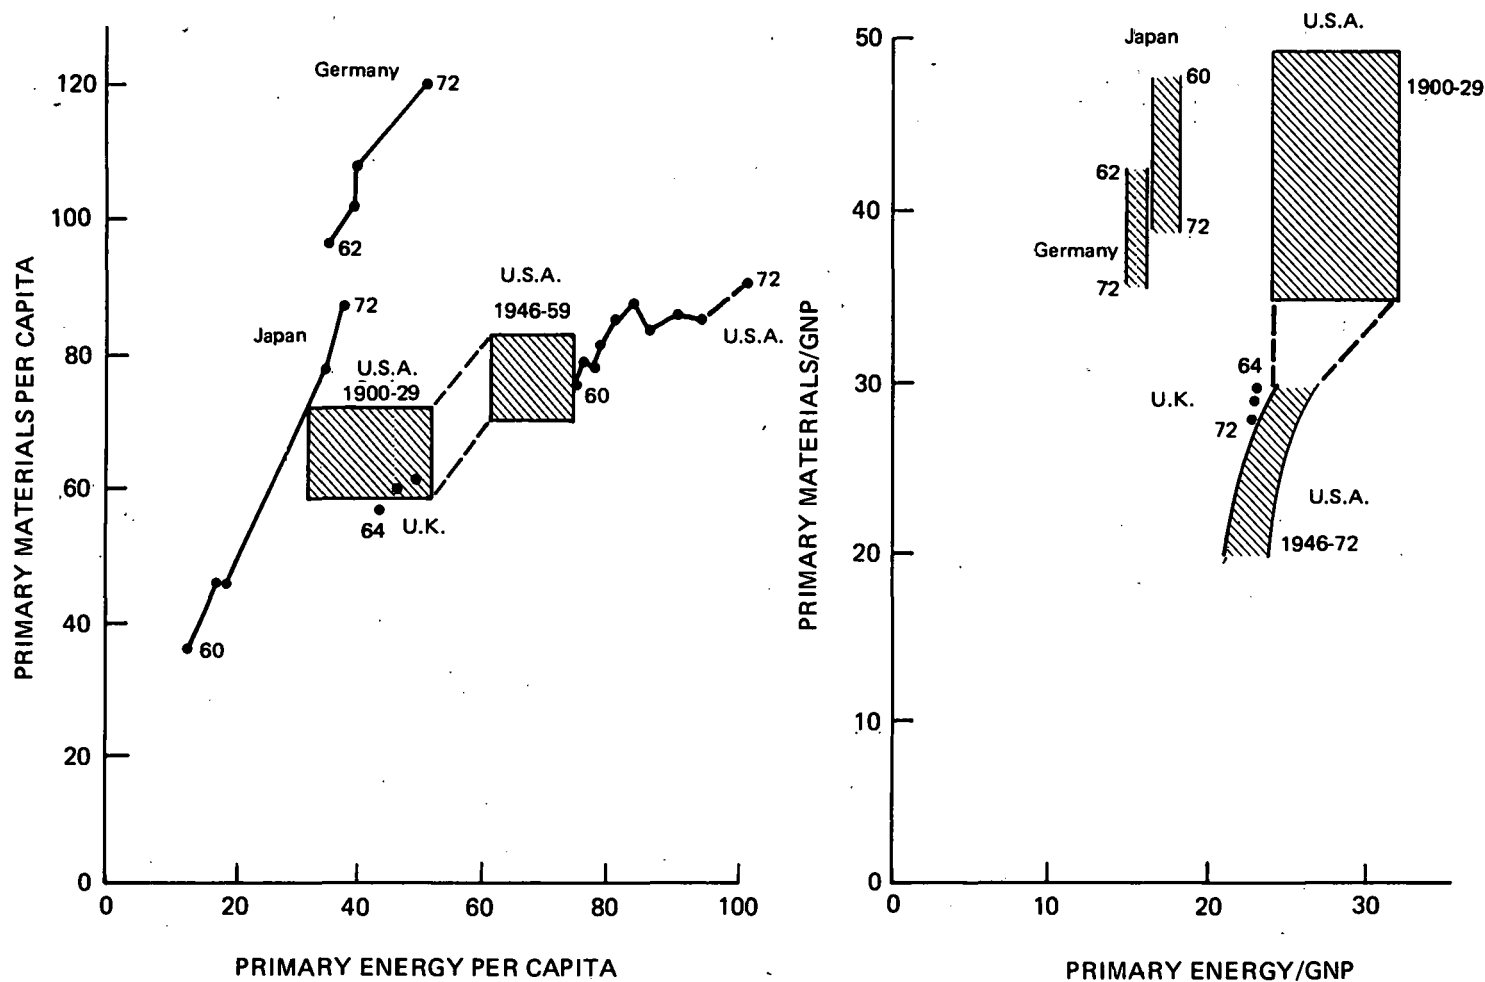 Germany
72
62
72
Japan
60
U.S.A.
1900-29
64
U.K.
U.S.A.
1946-59
72
U.S.A.
60
120
100
80
60
40
20
0
0
20
40
60
80
100
PRIMARY MATERIALS PER CAPITA
PRIMARY ENERGY PER CAPITA
U.S.A.
1900-29
Japan
60
72
62
Germany
72
64
U.K.
72
U.S.A.
1946-72
50
40
30
20
10
0
0
10
20
30
PRIMARY MATERIALS/GNP
PRIMARY ENERGY/GNP